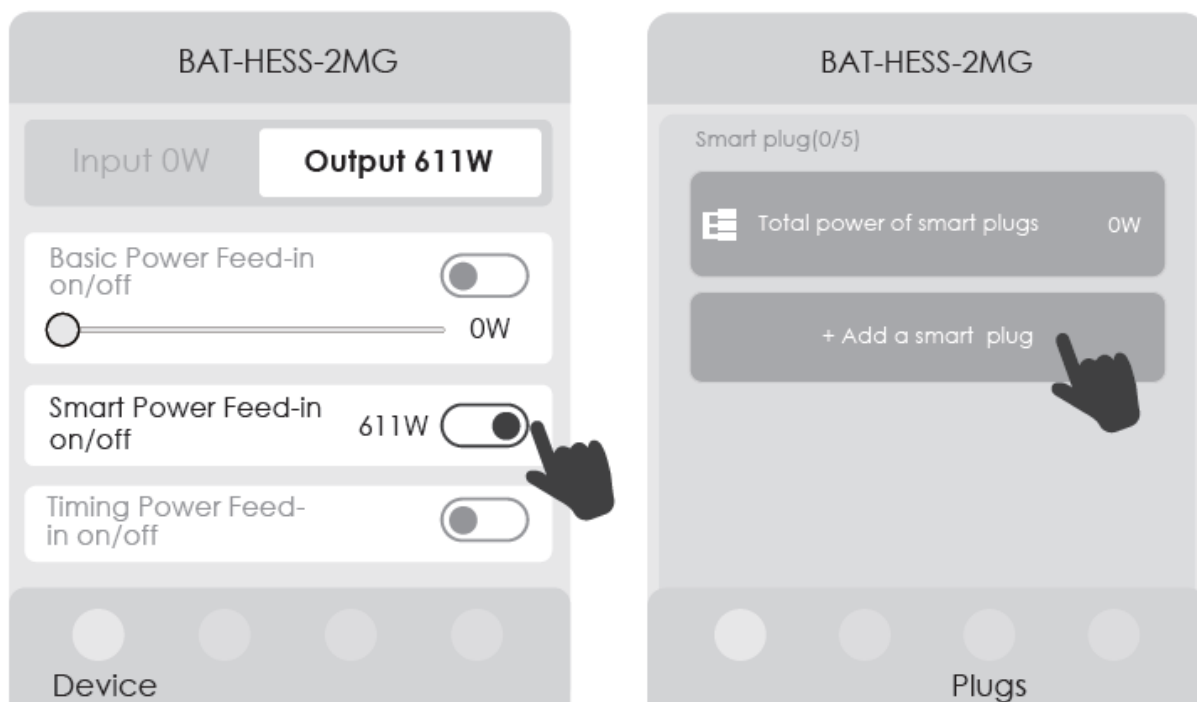 BAT-HESS-2MG
Input 0W
Output 611W
Basic Power Feed-in
on/off
0W
Smart Power Feed-in
on/off
611W
Timing Power Feed-
in on/off
Device
BAT-HESS-2MG
Smart plug(0/5)
Total power of smart plugs
0W
+ Add a smart plug
Plugs